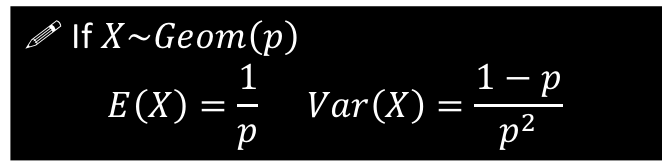 If X~Geom(p)
E(X) = 1/p Var(X) = (1 − p)/p²